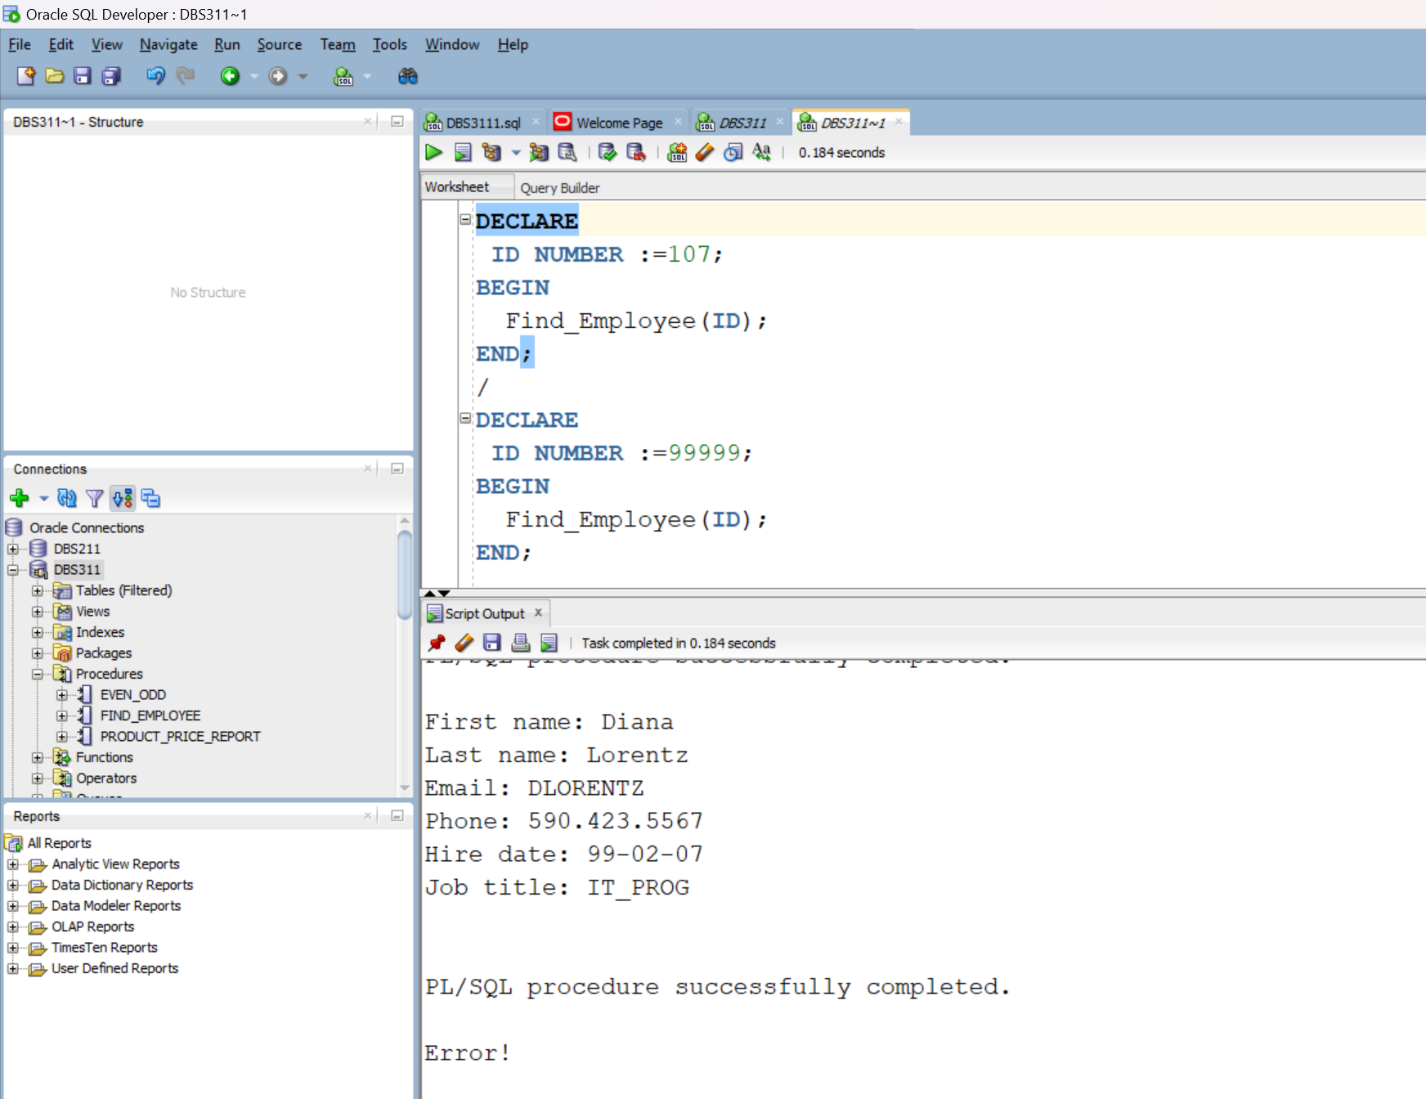 Oracle SQL Developer : DBS311~1
File Edit View Navigate Run Source Team Tools Window Help
DBS311~1 - Structure
No Structure
Connections
Oracle Connections
DBS211
DBS311
Tables (Filtered)
Views
Indexes
Packages
Procedures
EVEN_ODD
FIND_EMPLOYEE
PRODUCT_PRICE_REPORT
Functions
Operators
Queues
Reports
All Reports
Analytic View Reports
Data Dictionary Reports
Data Modeler Reports
OLAP Reports
TimesTen Reports
User Defined Reports
DBS3111.sql Welcome Page DBS311 DBS311~1
0.184 seconds
Worksheet Query Builder
DECLARE
ID NUMBER :=107;
BEGIN
Find_Employee(ID);
END;
/
DECLARE
ID NUMBER :=99999;
BEGIN
Find_Employee(ID);
END;
Script Output x
Task completed in 0.184 seconds
PL/SQL procedure successfully completed.
First name: Diana
Last name: Lorentz
Email: DLORENTZ
Phone: 590.423.5567
Hire date: 99-02-07
Job title: IT_PROG
PL/SQL procedure successfully completed.
Error!